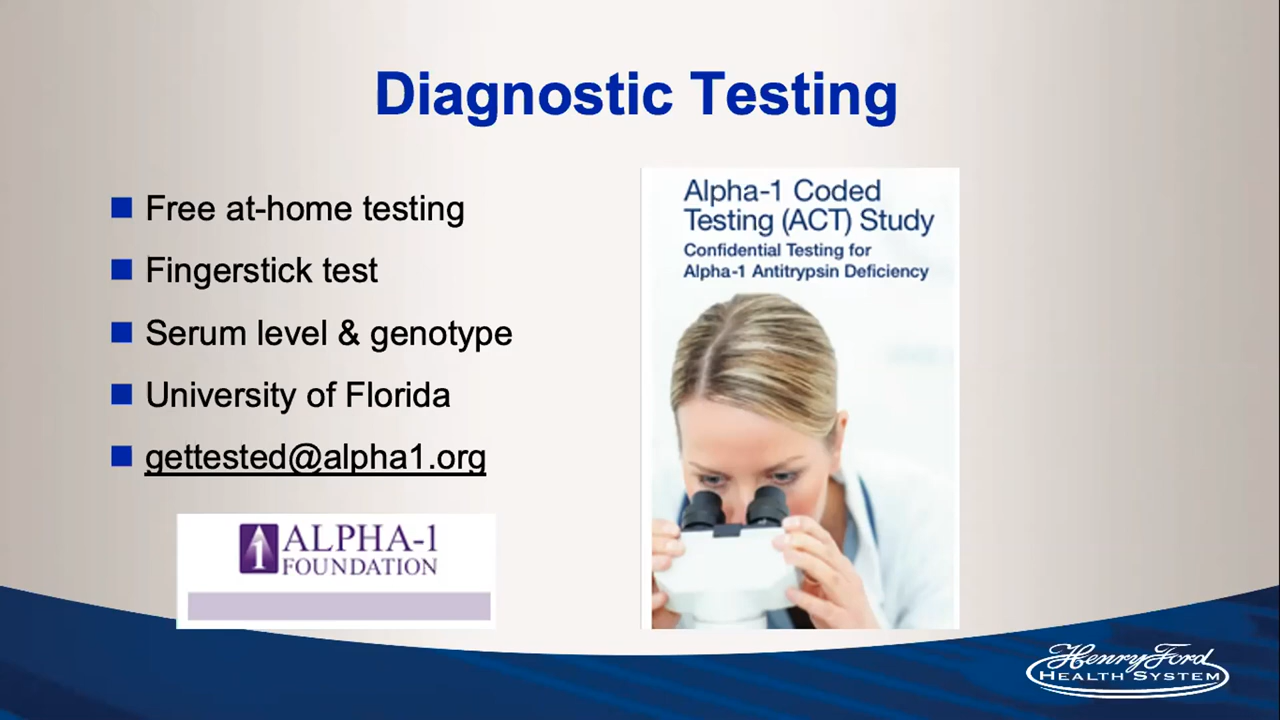 Diagnostic Testing
Free at-home testing
Fingerstick test
Serum level & genotype
University of Florida
gettested@alpha1.org
1 ALPHA-1
FOUNDATION
Alpha-1 Coded
Testing (ACT) Study
Confidential Testing for
Alpha-1 Antitrypsin Deficiency
Henry Ford
HEALTH SYSTEM